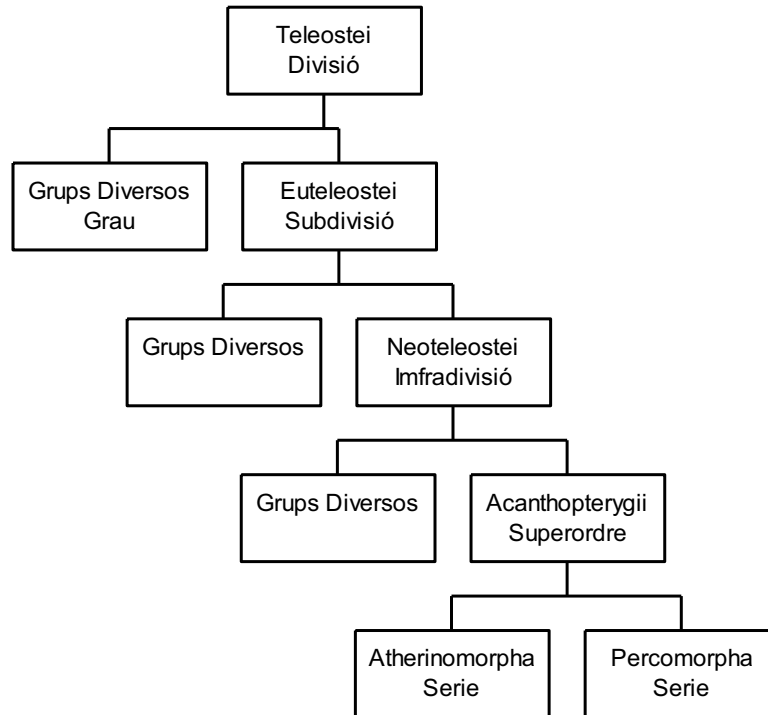 Teleostei
Divisió
Grups Diversos
Grau
Euteleostei
Subdivisió
Grups Diversos
Neoteleostei
Imfradivisió
Grups Diversos
Acanthopterygii
Superordre
Atherinomorpha
Serie
Percomorpha
Serie